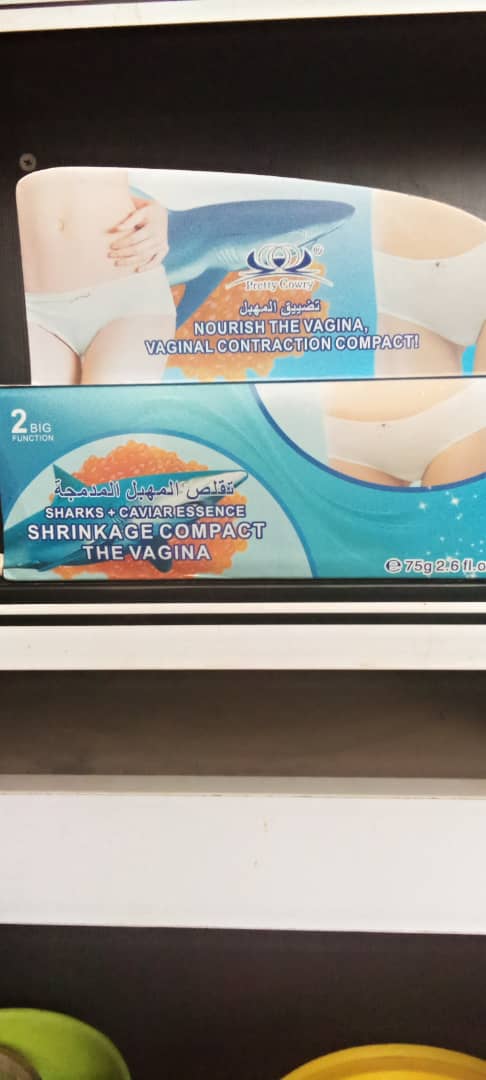 ®
Pretty Cowry
تضييق المهبل
NOURISH THE VAGINA,
VAGINAL CONTRACTION COMPACT!
2 BIG
FUNCTION
تقلص المهبل المدمجة
SHARKS + CAVIAR ESSENCE
SHRINKAGE COMPACT
THE VAGINA
℮ 75g 2.6 fl.o